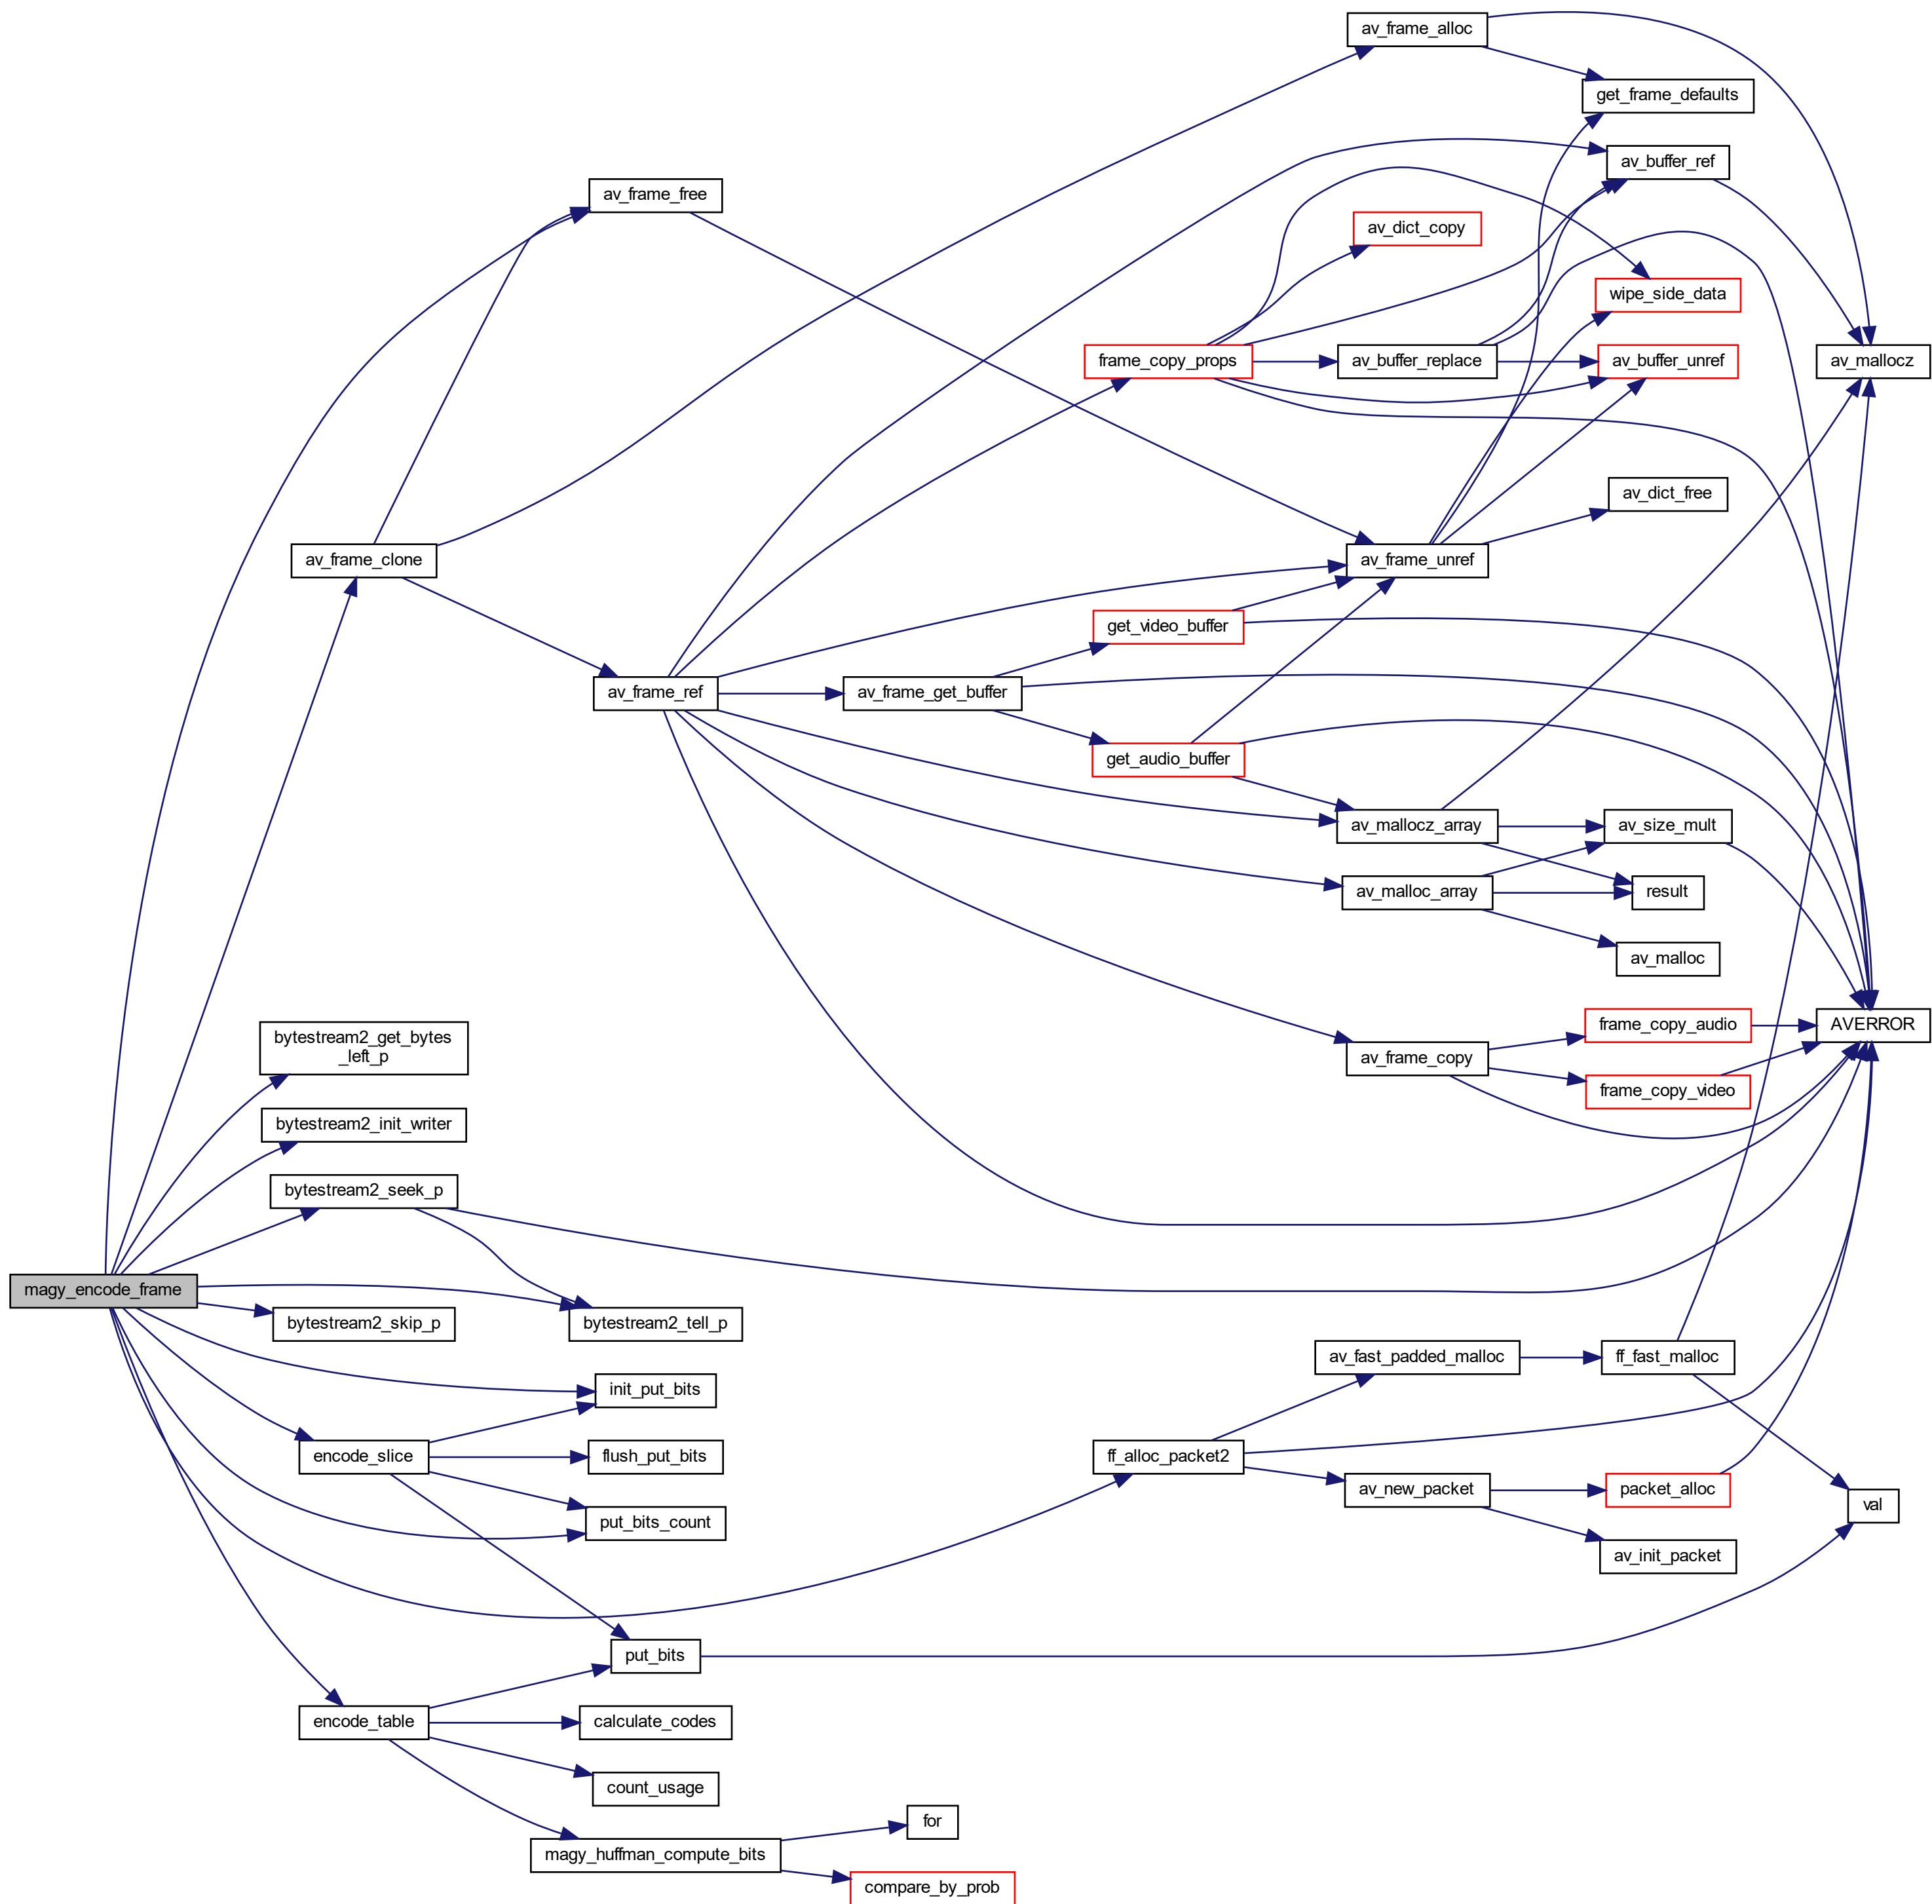 av_frame_alloc
get_frame_defaults
av_buffer_ref
av_frame_free
av_dict_copy
wipe_side_data
frame_copy_props
av_buffer_replace
av_buffer_unref
av_mallocz
av_dict_free
av_frame_clone
av_frame_unref
get_video_buffer
av_frame_ref
av_frame_get_buffer
get_audio_buffer
av_mallocz_array
av_size_mult
av_malloc_array
result
av_malloc
bytestream2_get_bytes
_left_p
frame_copy_audio
AVERROR
av_frame_copy
frame_copy_video
bytestream2_init_writer
bytestream2_seek_p
magy_encode_frame
bytestream2_skip_p
bytestream2_tell_p
av_fast_padded_malloc
ff_fast_malloc
init_put_bits
encode_slice
flush_put_bits
ff_alloc_packet2
av_new_packet
packet_alloc
val
put_bits_count
av_init_packet
put_bits
encode_table
calculate_codes
count_usage
for
magy_huffman_compute_bits
compare_by_prob